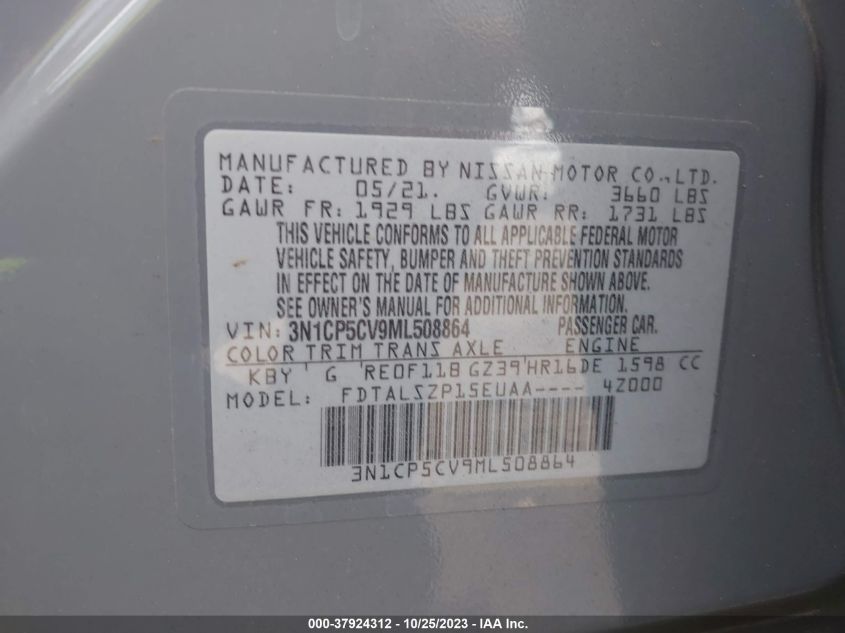 MANUFACTURED BY NISSAN MOTOR CO.,LTD.
DATE: 05/21. GVWR: 3660 LBS
GAWR FR: 1929 LBS GAWR RR: 1731 LBS
THIS VEHICLE CONFORMS TO ALL APPLICABLE FEDERAL MOTOR
VEHICLE SAFETY, BUMPER AND THEFT PREVENTION STANDARDS
IN EFFECT ON THE DATE OF MANUFACTURE SHOWN ABOVE.
SEE OWNER'S MANUAL FOR ADDITIONAL INFORMATION.
VIN: 3N1CP5CV9ML508864 PASSENGER CAR.
COLOR TRIM TRANS AXLE ENGINE
KBY G RE0F11B GZ39 HR16DE 1598 CC
MODEL: FDTALSZP15EUAA---- 4Z000
3N1CP5CV9ML508864
000-37924312 - 10/25/2023 - IAA Inc.